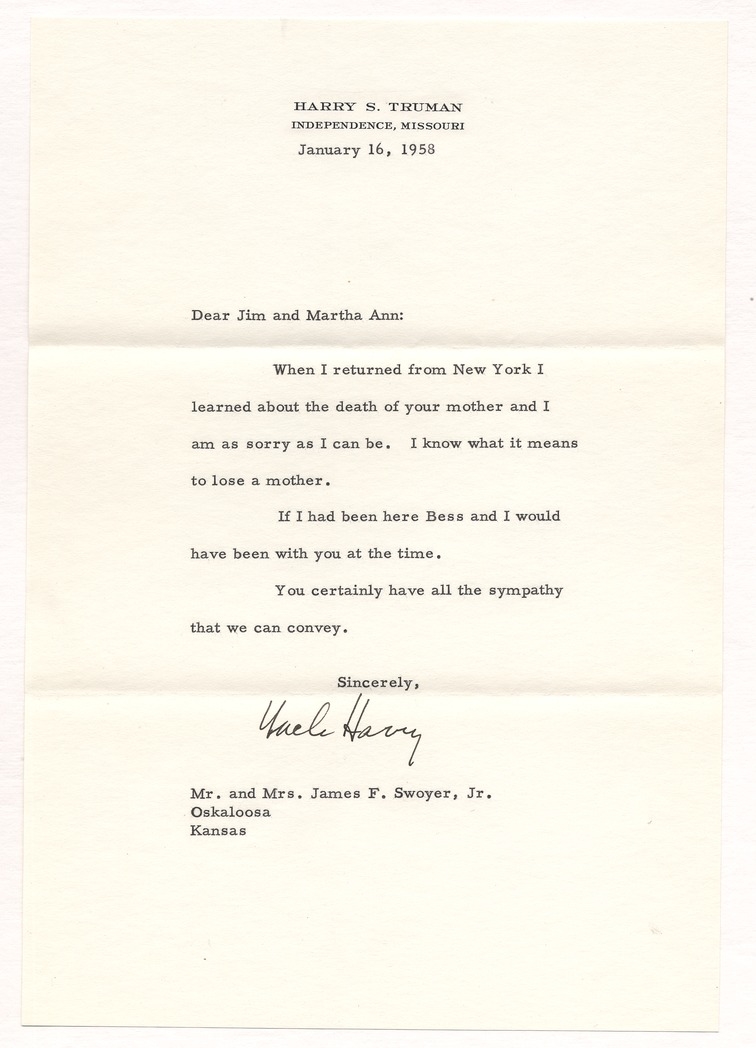 HARRY S. TRUMAN
INDEPENDENCE, MISSOURI
January 16, 1958
Dear Jim and Martha Ann:
When I returned from New York I
learned about the death of your mother and I
am as sorry as I can be. I know what it means
to lose a mother.
If I had been here Bess and I would
have been with you at the time.
You certainly have all the sympathy
that we can convey.
Sincerely,
Uncle Harry
Mr. and Mrs. James F. Swoyer, Jr.
Oskaloosa
Kansas